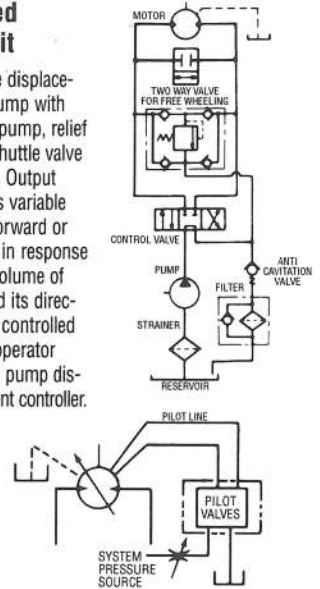 ed
it
e displace-
ump with
pump, relief
huttle valve
Output
s variable
orward or
in response
olume of
d its direc-
controlled
operator
pump dis-
nt controller.
MOTOR
TWO WAY VALVE
FOR FREE WHEELING
CONTROL VALVE
PUMP
ANTI
CAVITATION
VALVE
FILTER
STRAINER
RESERVOIR
PILOT LINE
PILOT
VALVES
SYSTEM
PRESSURE
SOURCE